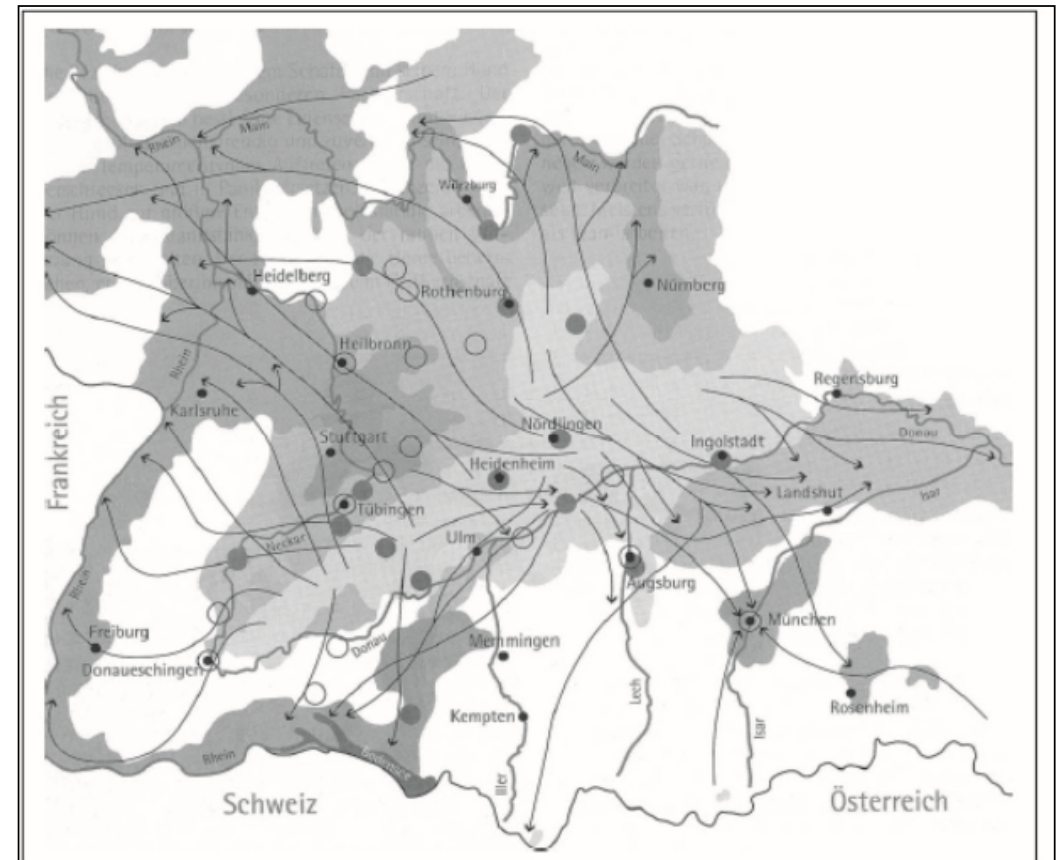 Main
Rhein
Main
Würzburg
Heidelberg
Rothenburg
Nürnberg
Heilbronn
Rhein
Karlsruhe
Regensburg
Frankreich
Stuttgart
Nördlingen
Ingolstadt
Donau
Heidenheim
Landshut
Isar
Tübingen
Neckar
Ulm
Augsburg
Rhein
München
Freiburg
Donau
Memmingen
Donaueschingen
Lech
Rosenheim
Kempten
Isar
Rhein
Bodensee
Iller
Schweiz
Österreich